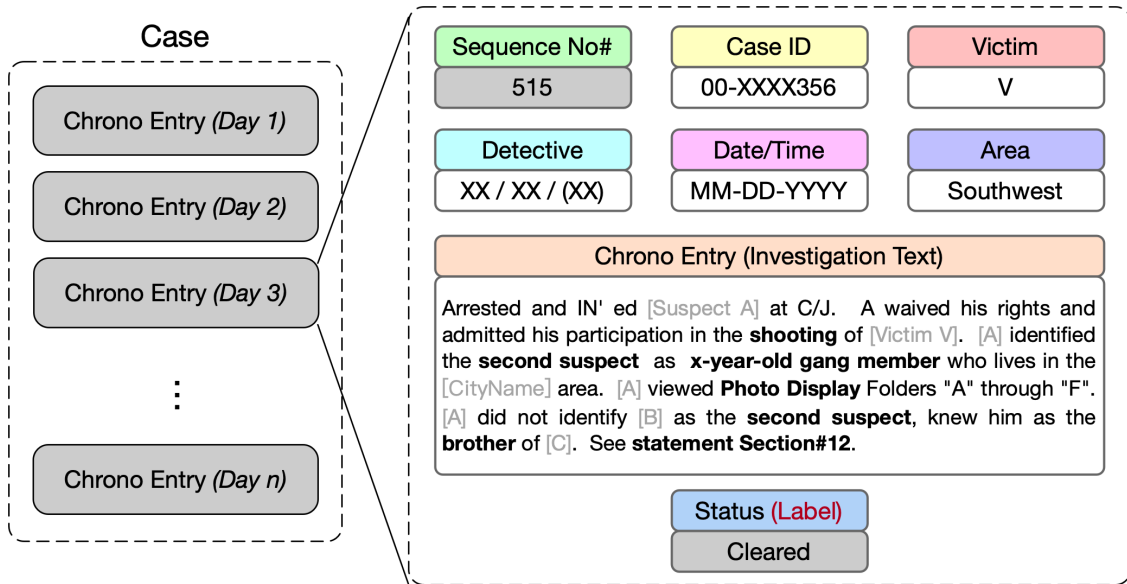 Case
Chrono Entry (Day 1)
Chrono Entry (Day 2)
Chrono Entry (Day 3)
⋮
Chrono Entry (Day n)
Sequence No#
515
Case ID
00-XXXX356
Victim
V
Detective
XX / XX / (XX)
Date/Time
MM-DD-YYYY
Area
Southwest
Chrono Entry (Investigation Text)
Arrested and IN' ed [Suspect A] at C/J. A waived his rights and
admitted his participation in the shooting of [Victim V]. [A] identified
the second suspect as x-year-old gang member who lives in the
[CityName] area. [A] viewed Photo Display Folders "A" through "F".
[A] did not identify [B] as the second suspect, knew him as the
brother of [C]. See statement Section#12.
Status (Label)
Cleared